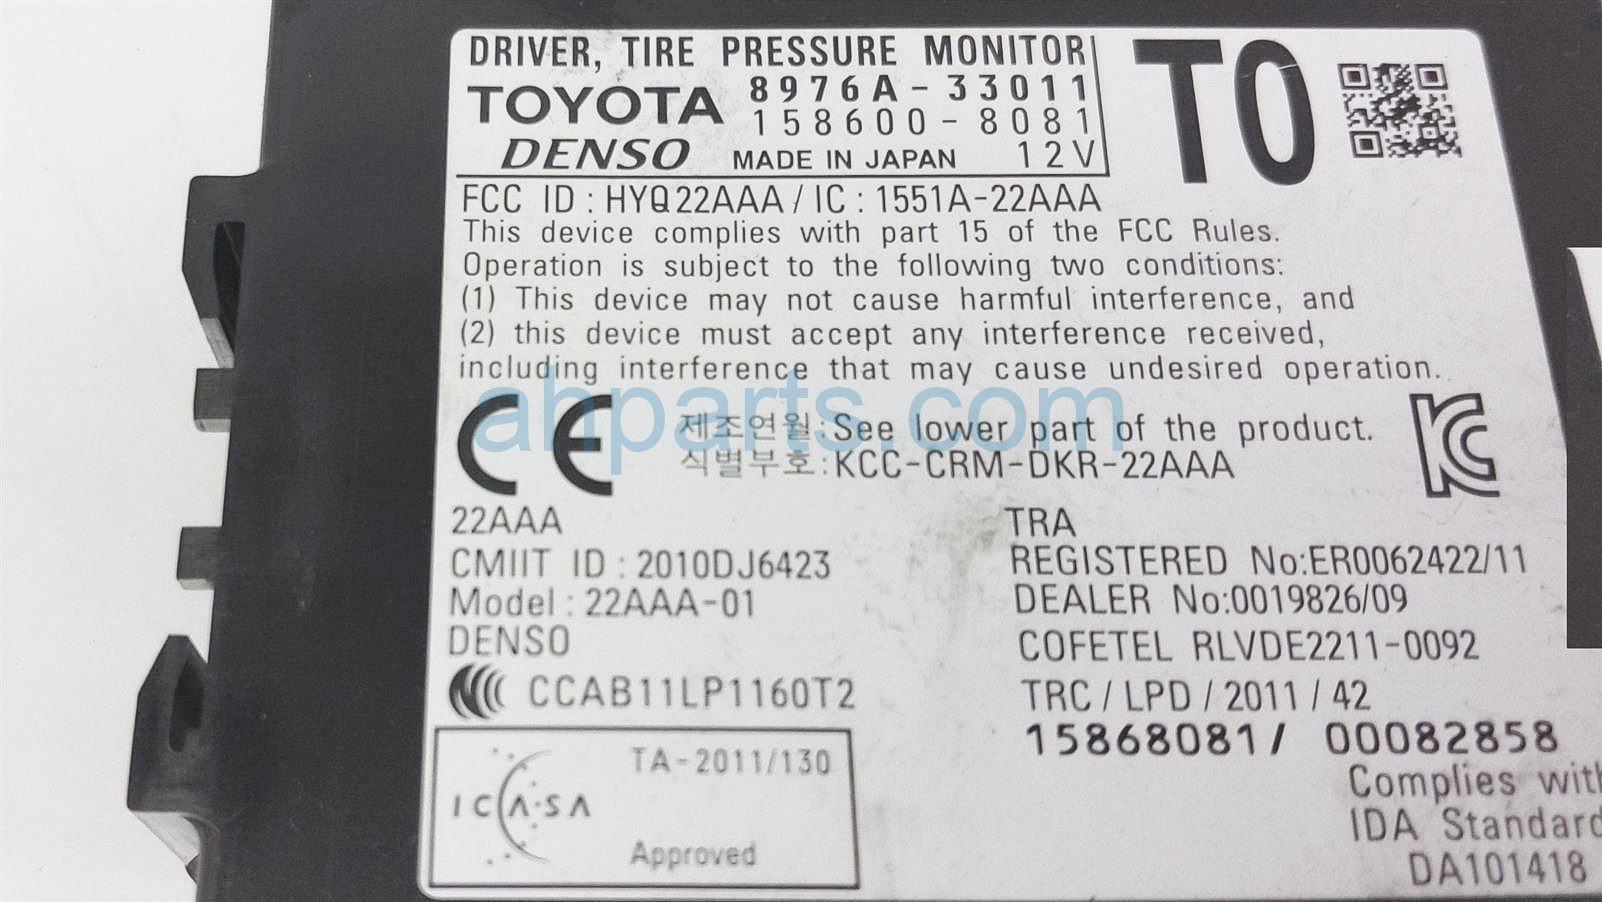 DRIVER, TIRE PRESSURE MONITOR
TOYOTA 8976A-33011
158600-8081
DENSO MADE IN JAPAN 12V
T0
FCC ID : HYQ22AAA / IC : 1551A-22AAA
This device complies with part 15 of the FCC Rules.
Operation is subject to the following two conditions:
(1) This device may not cause harmful interference, and
(2) this device must accept any interference received,
including interference that may cause undesired operation.
ahparts.com
CE
제조연월:See lower part of the product.
식별부호:KCC-CRM-DKR-22AAA
KC
22AAA
CMIIT ID : 2010DJ6423
Model : 22AAA-01
DENSO
CCAB11LP1160T2
TRA
REGISTERED No:ER0062422/11
DEALER No:0019826/09
COFETEL RLVDE2211-0092
TRC / LPD / 2011 / 42
15868081/ 00082858
TA-2011/130
ICASA
Approved
Complies with
IDA Standard
DA101418